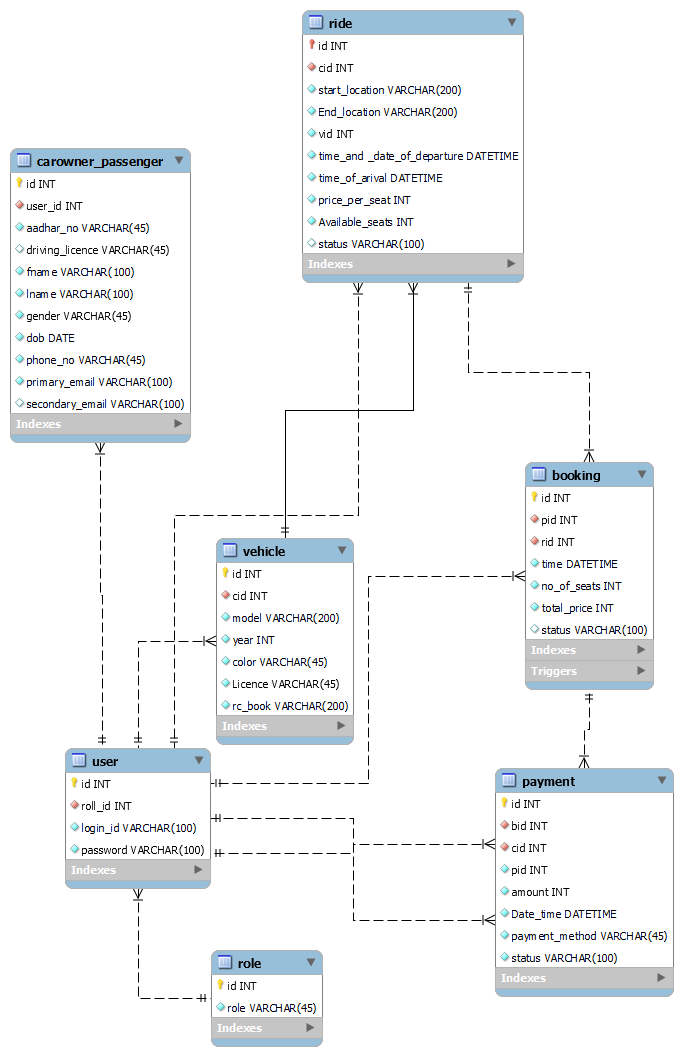 ride
id INT
cid INT
start_location VARCHAR(200)
End_location VARCHAR(200)
vid INT
time_and _date_of_departure DATETIME
time_of_arival DATETIME
price_per_seat INT
Available_seats INT
status VARCHAR(100)
Indexes
carowner_passenger
id INT
user_id INT
aadhar_no VARCHAR(45)
driving_licence VARCHAR(45)
fname VARCHAR(100)
lname VARCHAR(100)
gender VARCHAR(45)
dob DATE
phone_no VARCHAR(45)
primary_email VARCHAR(100)
secondary_email VARCHAR(100)
Indexes
booking
id INT
pid INT
rid INT
time DATETIME
no_of_seats INT
total_price INT
status VARCHAR(100)
Indexes
Triggers
vehicle
id INT
cid INT
model VARCHAR(200)
year INT
color VARCHAR(45)
Licence VARCHAR(45)
rc_book VARCHAR(200)
Indexes
user
id INT
roll_id INT
login_id VARCHAR(100)
password VARCHAR(100)
Indexes
payment
id INT
bid INT
cid INT
pid INT
amount INT
Date_time DATETIME
payment_method VARCHAR(45)
status VARCHAR(100)
Indexes
role
id INT
role VARCHAR(45)
Indexes